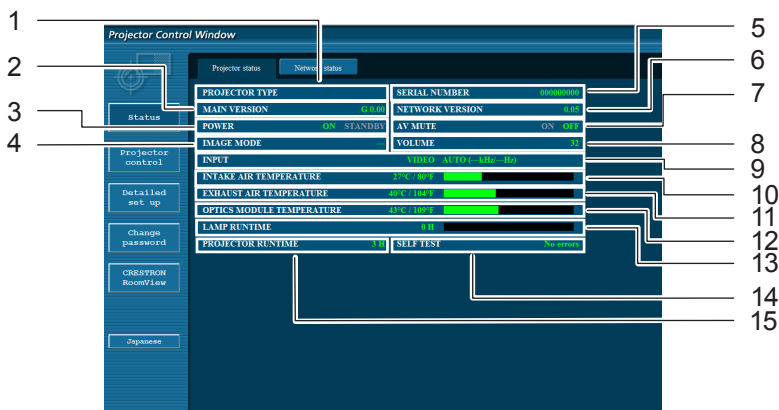 Projector Control Window
Projector status
Network status
Status
Projector
control
Detailed
set up
Change
password
CRESTRON
RoomView
Japanese
PROJECTOR TYPE
SERIAL NUMBER 000000000
MAIN VERSION G 0.00
NETWORK VERSION 0.05
POWER ON STANDBY
AV MUTE ON OFF
IMAGE MODE ---
VOLUME 32
INPUT VIDEO AUTO (---kHz/---Hz)
INTAKE AIR TEMPERATURE 27°C / 80°F
EXHAUST AIR TEMPERATURE 40°C / 104°F
OPTICS MODULE TEMPERATURE 43°C / 109°F
LAMP RUNTIME 0 H
PROJECTOR RUNTIME 3 H
SELF TEST No errors
1
2
3
4
5
6
7
8
9
10
11
12
13
14
15